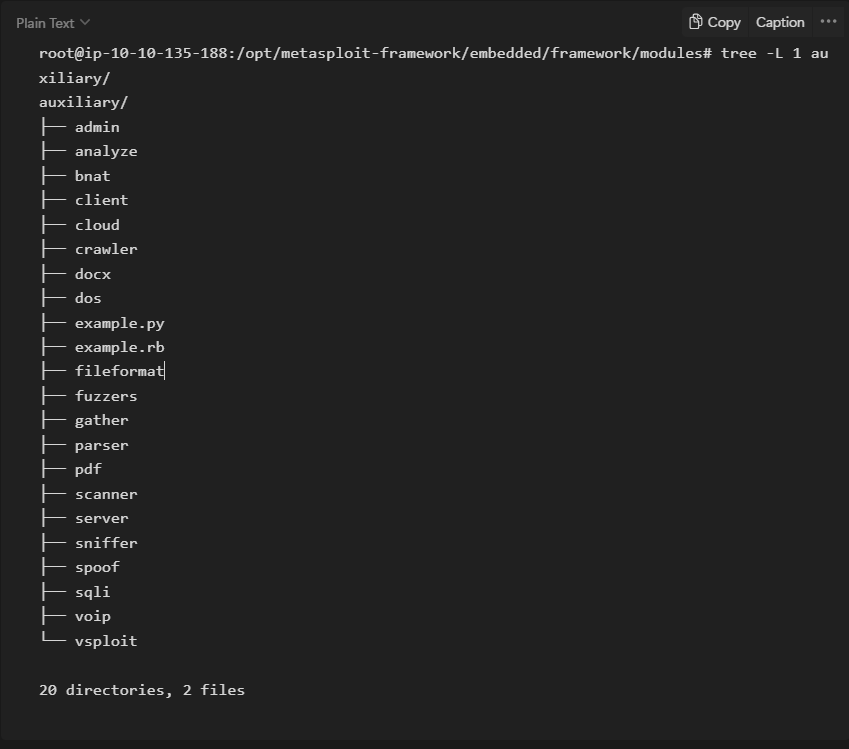 Plain Text
Copy Caption ...
root@ip-10-10-135-188:/opt/metasploit-framework/embedded/framework/modules# tree -L 1 au
xiliary/
auxiliary/
├── admin
├── analyze
├── bnat
├── client
├── cloud
├── crawler
├── docx
├── dos
├── example.py
├── example.rb
├── fileformat
├── fuzzers
├── gather
├── parser
├── pdf
├── scanner
├── server
├── sniffer
├── spoof
├── sqli
├── voip
└── vsploit
20 directories, 2 files